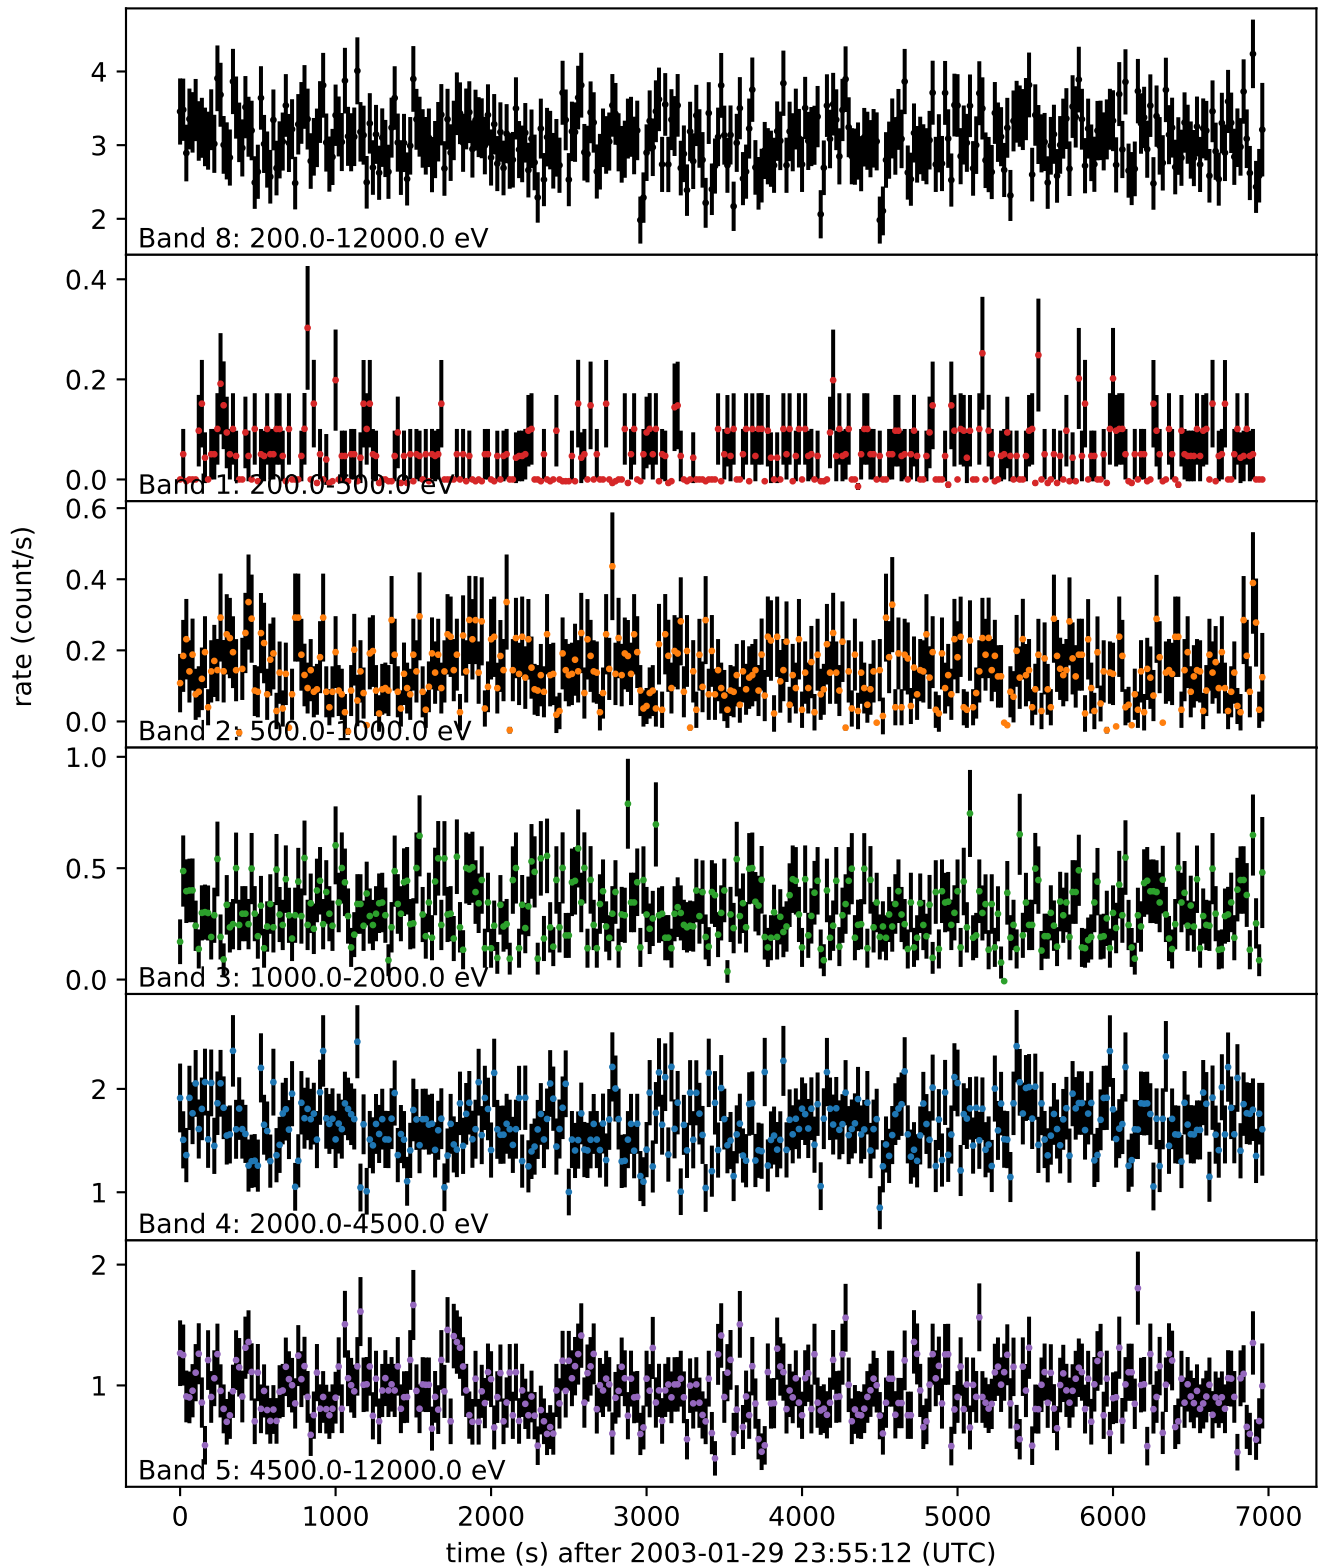 4
3
2
Band 8: 200.0-12000.0 eV
0.4
0.2
0.0
Band 1: 200.0-500.0 eV
0.6
0.4
0.2
0.0
Band 2: 500.0-1000.0 eV
rate (count/s)
1.0
0.5
0.0
Band 3: 1000.0-2000.0 eV
2
1
Band 4: 2000.0-4500.0 eV
2
1
Band 5: 4500.0-12000.0 eV
0 1000 2000 3000 4000 5000 6000 7000
time (s) after 2003-01-29 23:55:12 (UTC)